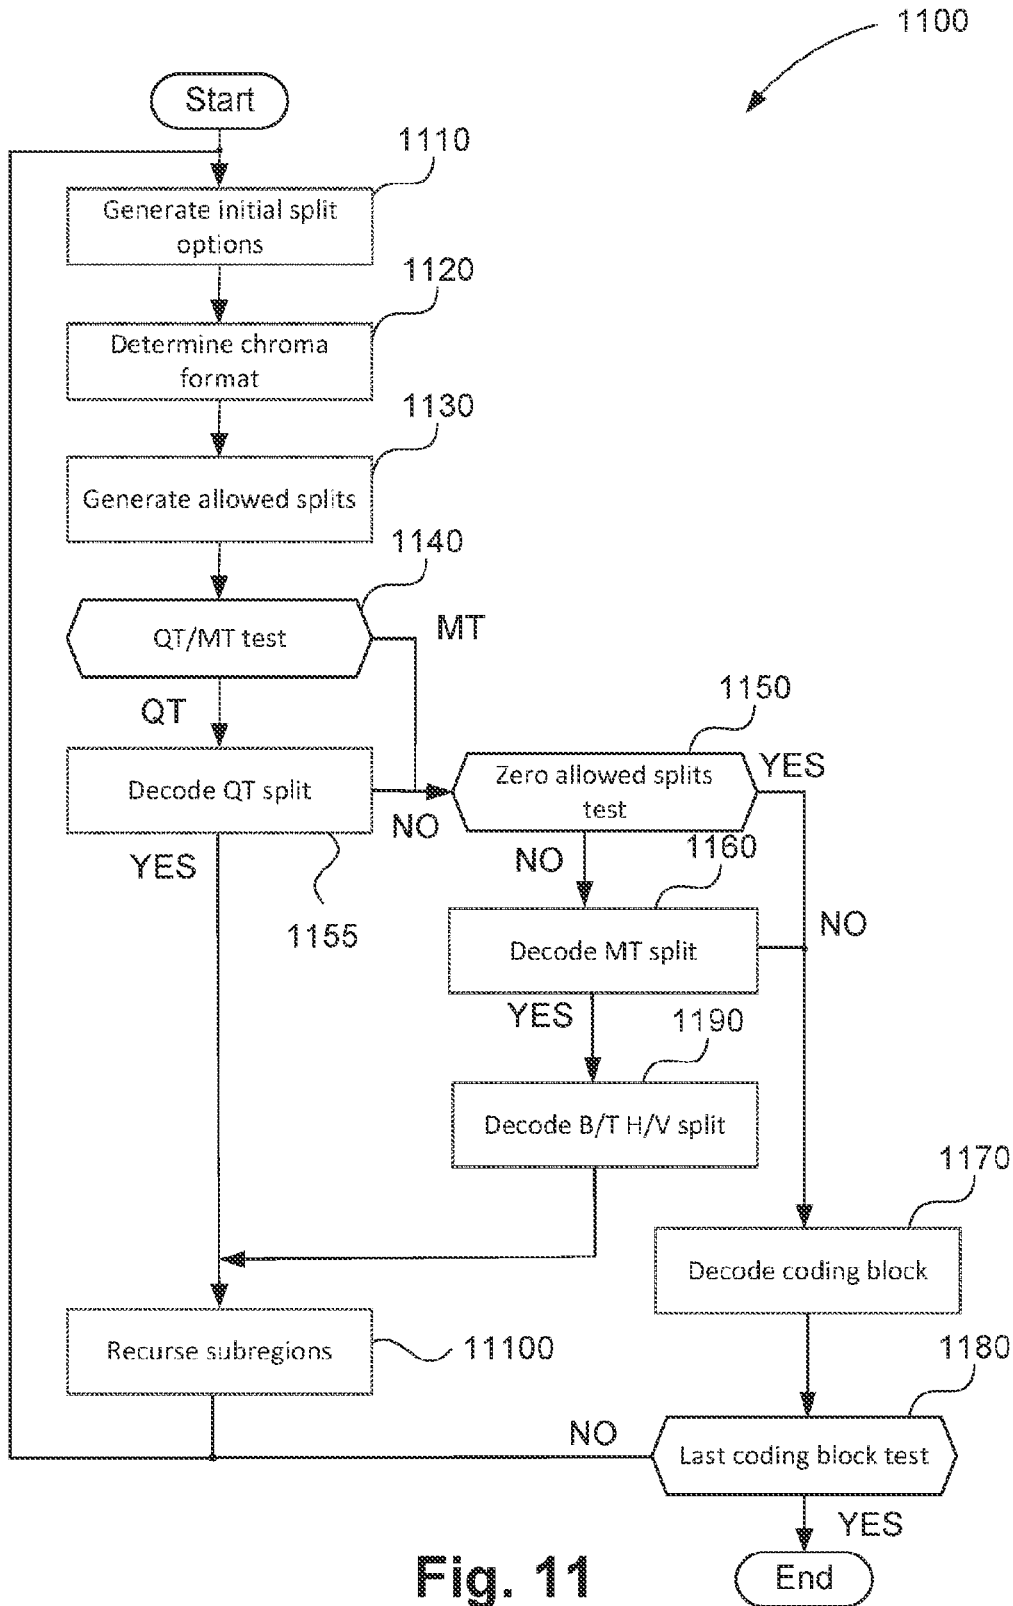 1100
Start
1110
Generate initial split
options
1120
Determine chroma
format
1130
Generate allowed splits
1140
QT/MT test
MT
QT
1150
Zero allowed splits
test
YES
Decode QT split
NO
YES
1155
NO
1160
Decode MT split
NO
YES
1190
Decode B/T H/V split
1170
Decode coding block
Recurse subregions
11100
1180
NO
Last coding block test
YES
End
Fig. 11